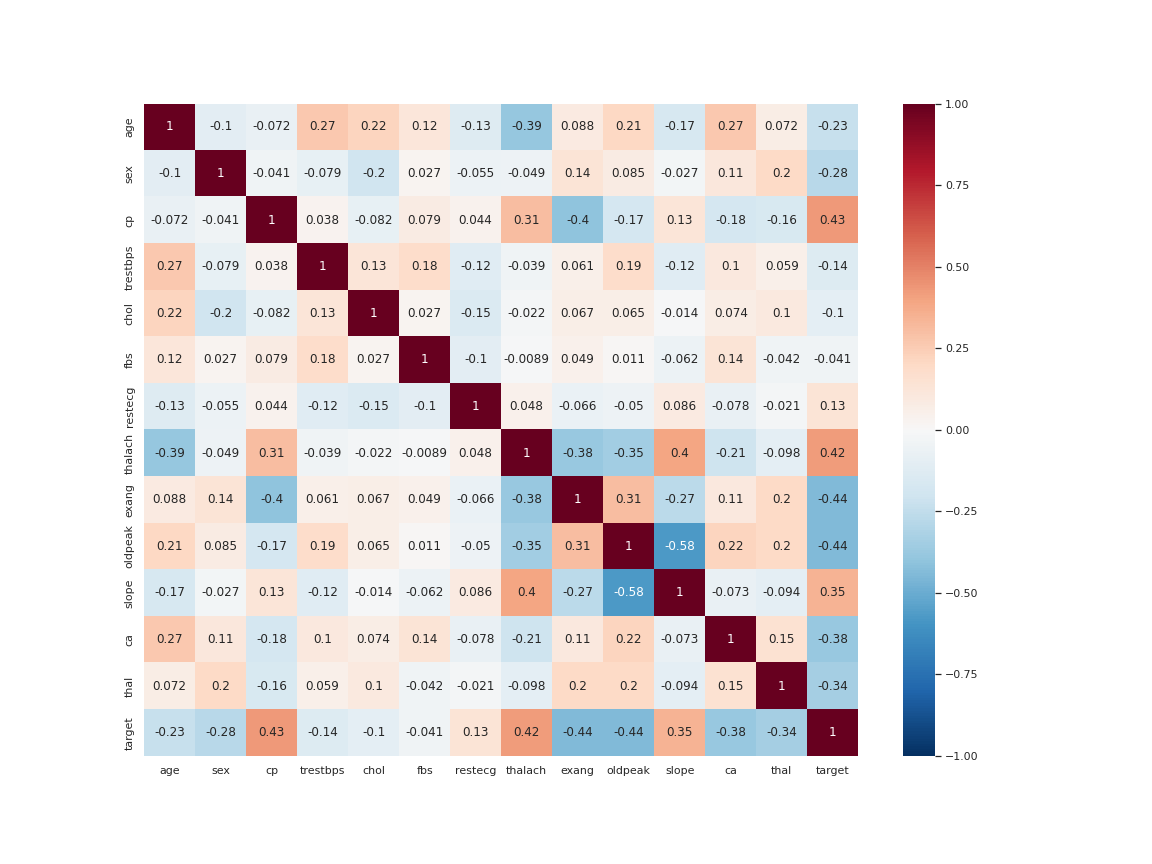 age 1 -0.1 -0.072 0.27 0.22 0.12 -0.13 -0.39 0.088 0.21 -0.17 0.27 0.072 -0.23
sex -0.1 1 -0.041 -0.079 -0.2 0.027 -0.055 -0.049 0.14 0.085 -0.027 0.11 0.2 -0.28
cp -0.072 -0.041 1 0.038 -0.082 0.079 0.044 0.31 -0.4 -0.17 0.13 -0.18 -0.16 0.43
trestbps 0.27 -0.079 0.038 1 0.13 0.18 -0.12 -0.039 0.061 0.19 -0.12 0.1 0.059 -0.14
chol 0.22 -0.2 -0.082 0.13 1 0.027 -0.15 -0.022 0.067 0.065 -0.014 0.074 0.1 -0.1
fbs 0.12 0.027 0.079 0.18 0.027 1 -0.1 -0.0089 0.049 0.011 -0.062 0.14 -0.042 -0.041
restecg -0.13 -0.055 0.044 -0.12 -0.15 -0.1 1 0.048 -0.066 -0.05 0.086 -0.078 -0.021 0.13
thalach -0.39 -0.049 0.31 -0.039 -0.022 -0.0089 0.048 1 -0.38 -0.35 0.4 -0.21 -0.098 0.42
exang 0.088 0.14 -0.4 0.061 0.067 0.049 -0.066 -0.38 1 0.31 -0.27 0.11 0.2 -0.44
oldpeak 0.21 0.085 -0.17 0.19 0.065 0.011 -0.05 -0.35 0.31 1 -0.58 0.22 0.2 -0.44
slope -0.17 -0.027 0.13 -0.12 -0.014 -0.062 0.086 0.4 -0.27 -0.58 1 -0.073 -0.094 0.35
ca 0.27 0.11 -0.18 0.1 0.074 0.14 -0.078 -0.21 0.11 0.22 -0.073 1 0.15 -0.38
thal 0.072 0.2 -0.16 0.059 0.1 -0.042 -0.021 -0.098 0.2 0.2 -0.094 0.15 1 -0.34
target -0.23 -0.28 0.43 -0.14 -0.1 -0.041 0.13 0.42 -0.44 -0.44 0.35 -0.38 -0.34 1
age sex cp trestbps chol fbs restecg thalach exang oldpeak slope ca thal target
1.00
0.75
0.50
0.25
0.00
−0.25
−0.50
−0.75
−1.00